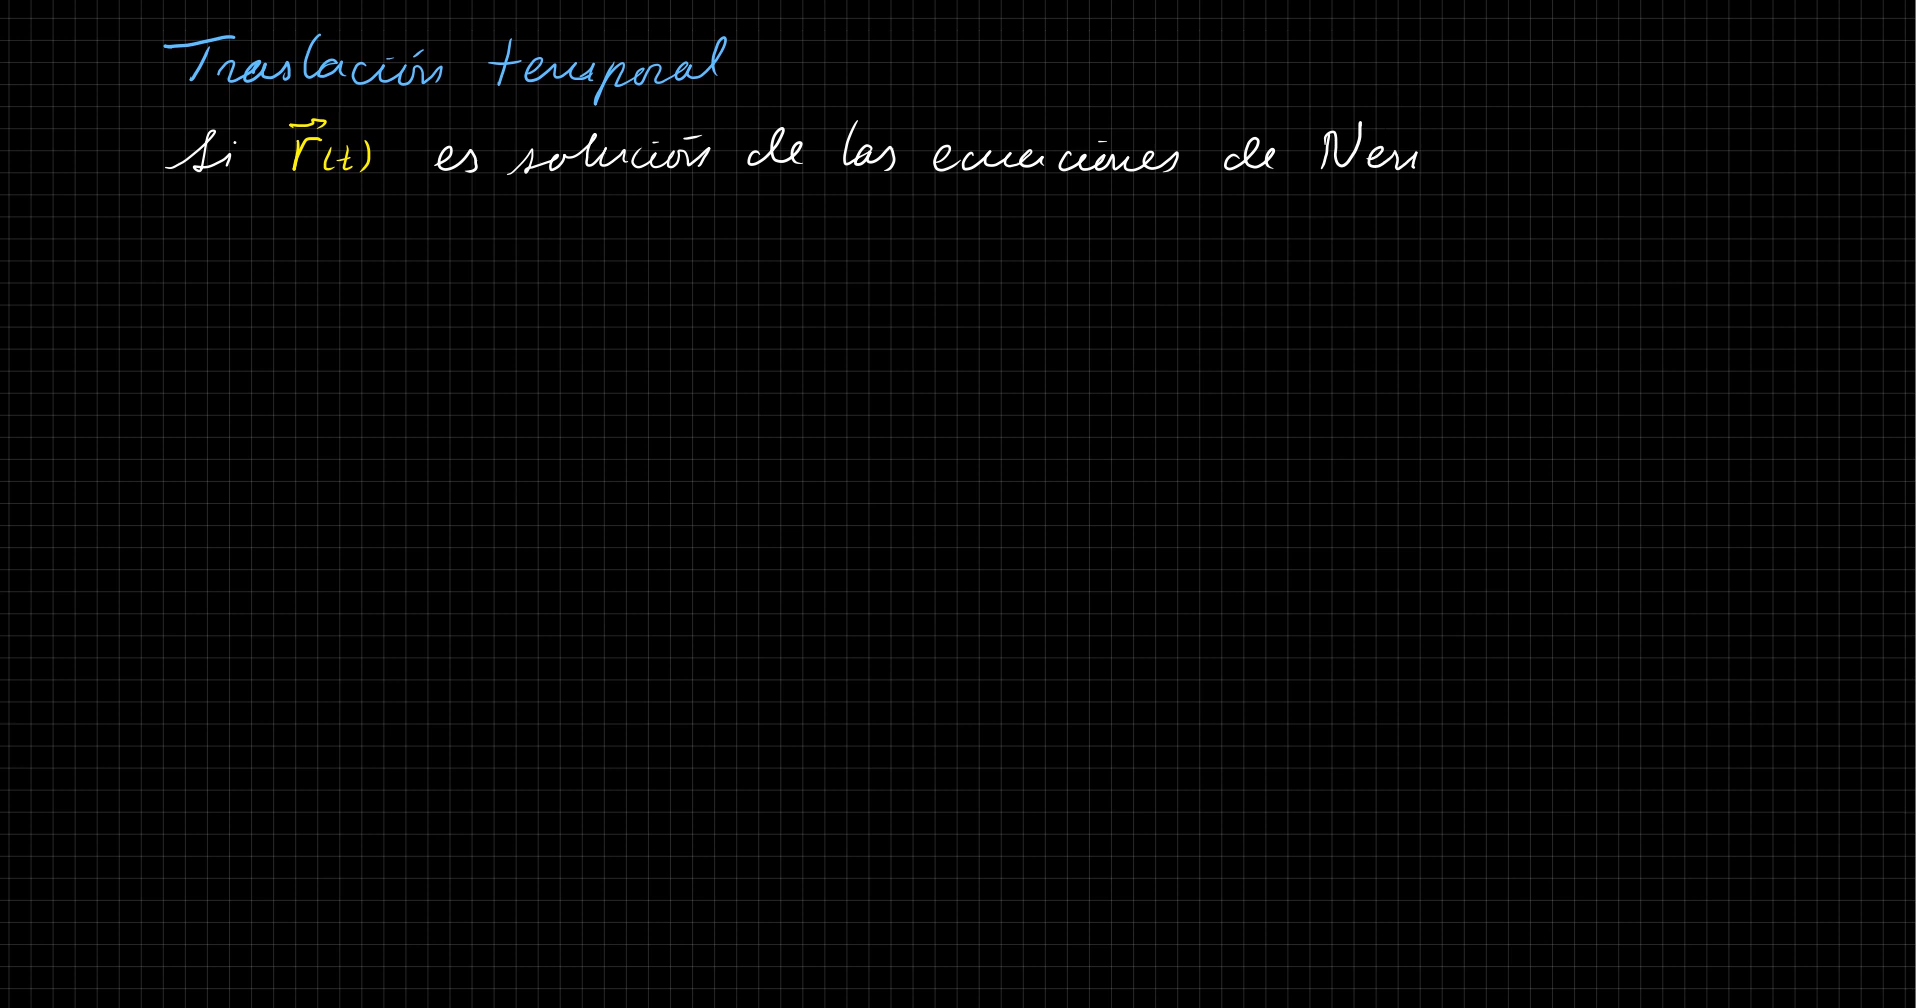 Traslación temporal
Si r⃗(t) es solución de las ecuaciones de New